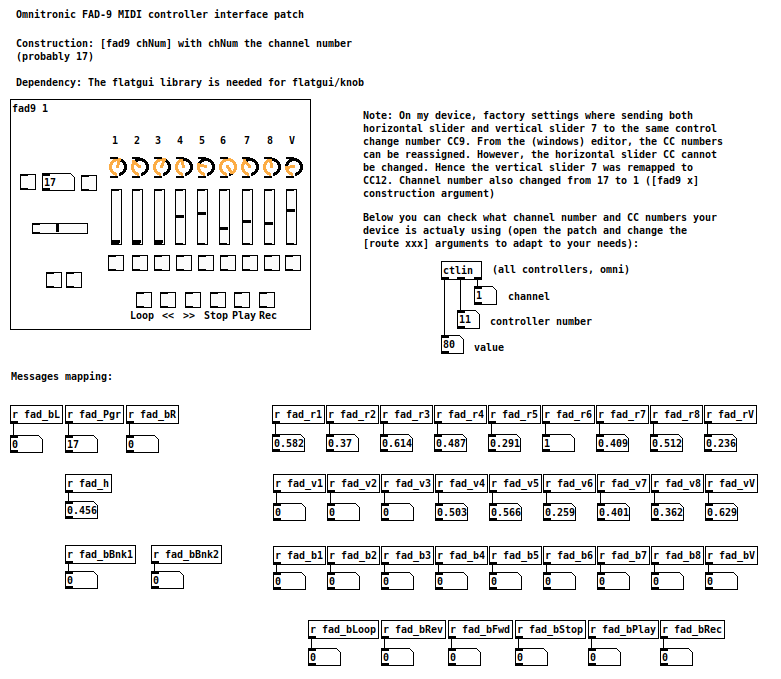 Omnitronic FAD-9 MIDI controller interface patch
Construction: [fad9 chNum] with chNum the channel number
(probably 17)
Dependency: The flatgui library is needed for flatgui/knob
fad9 1
1 2 3 4 5 6 7 8 V
17
Loop << >> Stop Play Rec
Note: On my device, factory settings where sending both
horizontal slider and vertical slider 7 to the same control
change number CC9. From the (windows) editor, the CC numbers
can be reassigned. However, the horizontal slider CC cannot
be changed. Hence the vertical slider 7 was remapped to
CC12. Channel number also changed from 17 to 1 ([fad9 x]
construction argument)
Below you can check what channel number and CC numbers your
device is actualy using (open the patch and change the
[route xxx] arguments to adapt to your needs):
ctlin (all controllers, omni)
1 channel
11 controller number
80 value
Messages mapping:
r fad_bL r fad_Pgr r fad_bR
0 17 0
r fad_h
0.456
r fad_bBnk1 r fad_bBnk2
0 0
r fad_r1 r fad_r2 r fad_r3 r fad_r4 r fad_r5 r fad_r6 r fad_r7 r fad_r8 r fad_rV
0.582 0.37 0.614 0.487 0.291 1 0.409 0.512 0.236
r fad_v1 r fad_v2 r fad_v3 r fad_v4 r fad_v5 r fad_v6 r fad_v7 r fad_v8 r fad_vV
0 0 0 0.503 0.566 0.259 0.401 0.362 0.629
r fad_b1 r fad_b2 r fad_b3 r fad_b4 r fad_b5 r fad_b6 r fad_b7 r fad_b8 r fad_bV
0 0 0 0 0 0 0 0 0
r fad_bLoop r fad_bRev r fad_bFwd r fad_bStop r fad_bPlay r fad_bRec
0 0 0 0 0 0